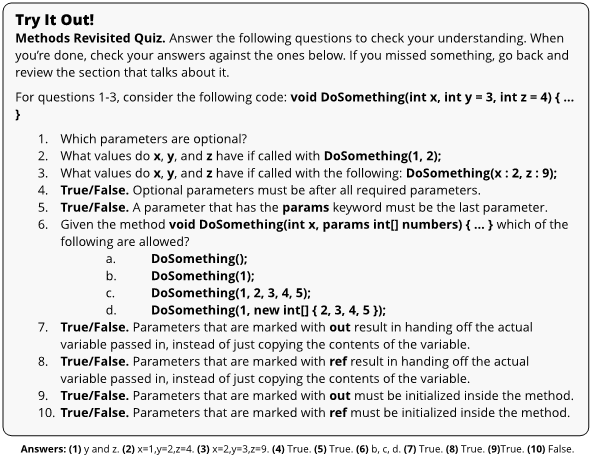 Try It Out!
Methods Revisited Quiz. Answer the following questions to check your understanding. When
you're done, check your answers against the ones below. If you missed something, go back and
review the section that talks about it.
For questions 1-3, consider the following code: void DoSomething(int x, int y = 3, int z = 4) { ...
}
1. Which parameters are optional?
2. What values do x, y, and z have if called with DoSomething(1, 2);
3. What values do x, y, and z have if called with the following: DoSomething(x : 2, z : 9);
4. True/False. Optional parameters must be after all required parameters.
5. True/False. A parameter that has the params keyword must be the last parameter.
6. Given the method void DoSomething(int x, params int[] numbers) { ... } which of the
following are allowed?
a. DoSomething();
b. DoSomething(1);
c. DoSomething(1, 2, 3, 4, 5);
d. DoSomething(1, new int[] { 2, 3, 4, 5 });
7. True/False. Parameters that are marked with out result in handing off the actual
variable passed in, instead of just copying the contents of the variable.
8. True/False. Parameters that are marked with ref result in handing off the actual
variable passed in, instead of just copying the contents of the variable.
9. True/False. Parameters that are marked with out must be initialized inside the method.
10. True/False. Parameters that are marked with ref must be initialized inside the method.
Answers: (1) y and z. (2) x=1,y=2,z=4. (3) x=2,y=3,z=9. (4) True. (5) True. (6) b, c, d. (7) True. (8) True. (9)True. (10) False.